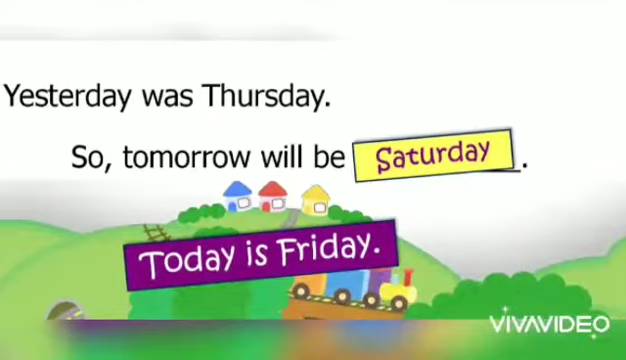 Yesterday was Thursday.
So, tomorrow will be Saturday.
Today is Friday.
VIVAVIDEO